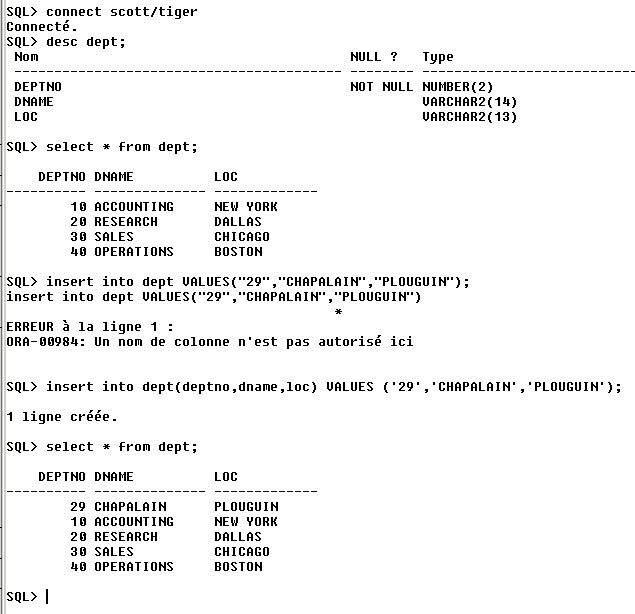 SQL> connect scott/tiger
Connecté.
SQL> desc dept;
 Nom                                       NULL ?   Type
 ----------------------------------------- -------- ----------------------------
 DEPTNO                                    NOT NULL NUMBER(2)
 DNAME                                              VARCHAR2(14)
 LOC                                                VARCHAR2(13)
SQL> select * from dept;
    DEPTNO DNAME          LOC
---------- -------------- -------------
        10 ACCOUNTING     NEW YORK
        20 RESEARCH       DALLAS
        30 SALES          CHICAGO
        40 OPERATIONS     BOSTON
SQL> insert into dept VALUES("29","CHAPALAIN","PLOUGUIN");
insert into dept VALUES("29","CHAPALAIN","PLOUGUIN")
                                         *
ERREUR à la ligne 1 :
ORA-00984: Un nom de colonne n'est pas autorisé ici
SQL> insert into dept(deptno,dname,loc) VALUES ('29','CHAPALAIN','PLOUGUIN');
1 ligne créée.
SQL> select * from dept;
    DEPTNO DNAME          LOC
---------- -------------- -------------
        29 CHAPALAIN      PLOUGUIN
        10 ACCOUNTING     NEW YORK
        20 RESEARCH       DALLAS
        30 SALES          CHICAGO
        40 OPERATIONS     BOSTON
SQL>